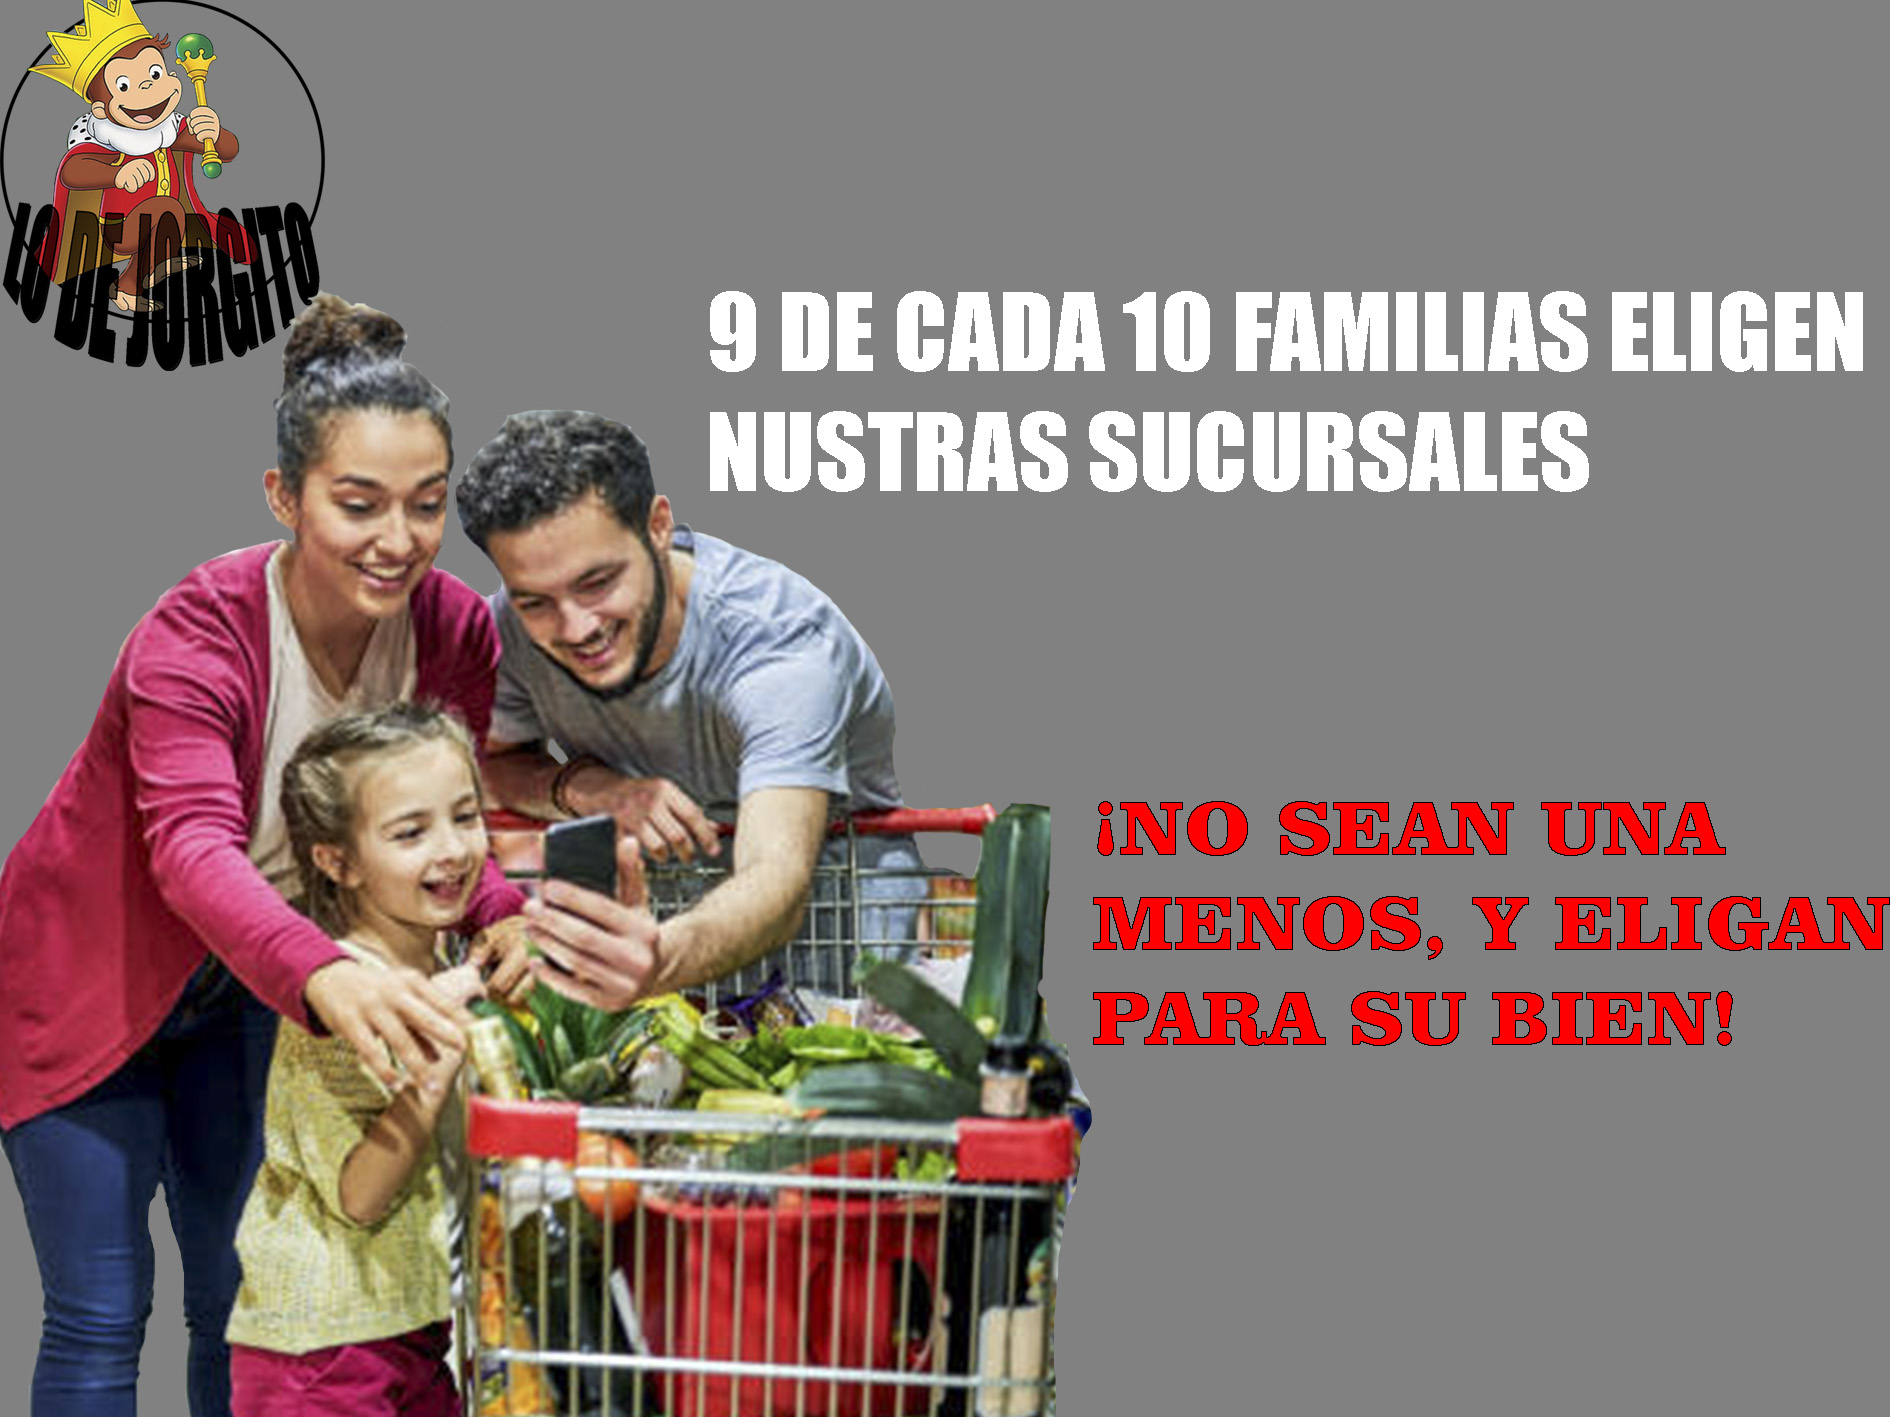 LO DE JORGITO
9 DE CADA 10 FAMILIAS ELIGEN
NUSTRAS SUCURSALES
¡NO SEAN UNA
MENOS, Y ELIGAN
PARA SU BIEN!